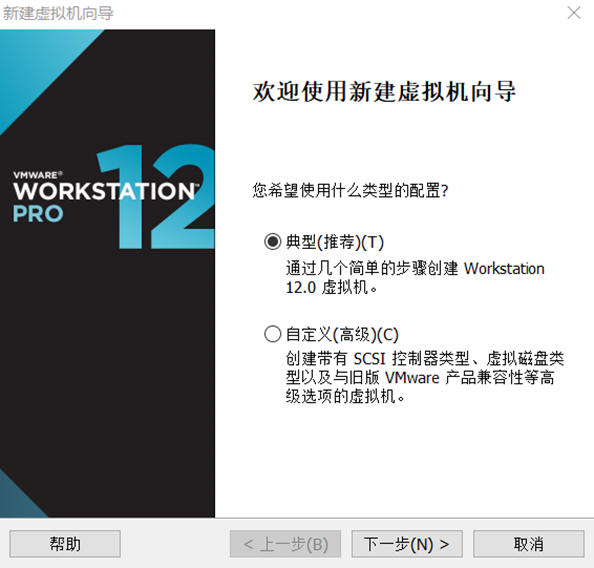 新建虚拟机向导
VMWARE®
WORKSTATION™
PRO
12
欢迎使用新建虚拟机向导
您希望使用什么类型的配置?
典型(推荐)(T)
通过几个简单的步骤创建 Workstation
12.0 虚拟机。
自定义(高级)(C)
创建带有 SCSI 控制器类型、虚拟磁盘类
型以及与旧版 VMware 产品兼容性等高
级选项的虚拟机。
帮助
< 上一步(B)
下一步(N) >
取消